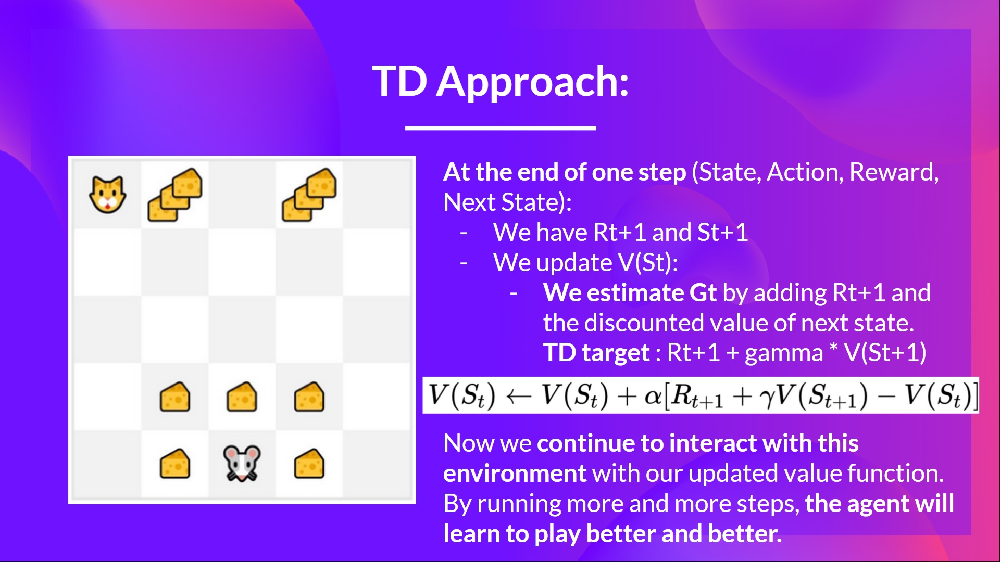 TD Approach:
At the end of one step (State, Action, Reward,
Next State):
- We have Rt+1 and St+1
- We update V(St):
- We estimate Gt by adding Rt+1 and
the discounted value of next state.
TD target : Rt+1 + gamma * V(St+1)
V(S_t) ← V(S_t) + α[R_{t+1} + γV(S_{t+1}) − V(S_t)]
Now we continue to interact with this
environment with our updated value function.
By running more and more steps, the agent will
learn to play better and better.